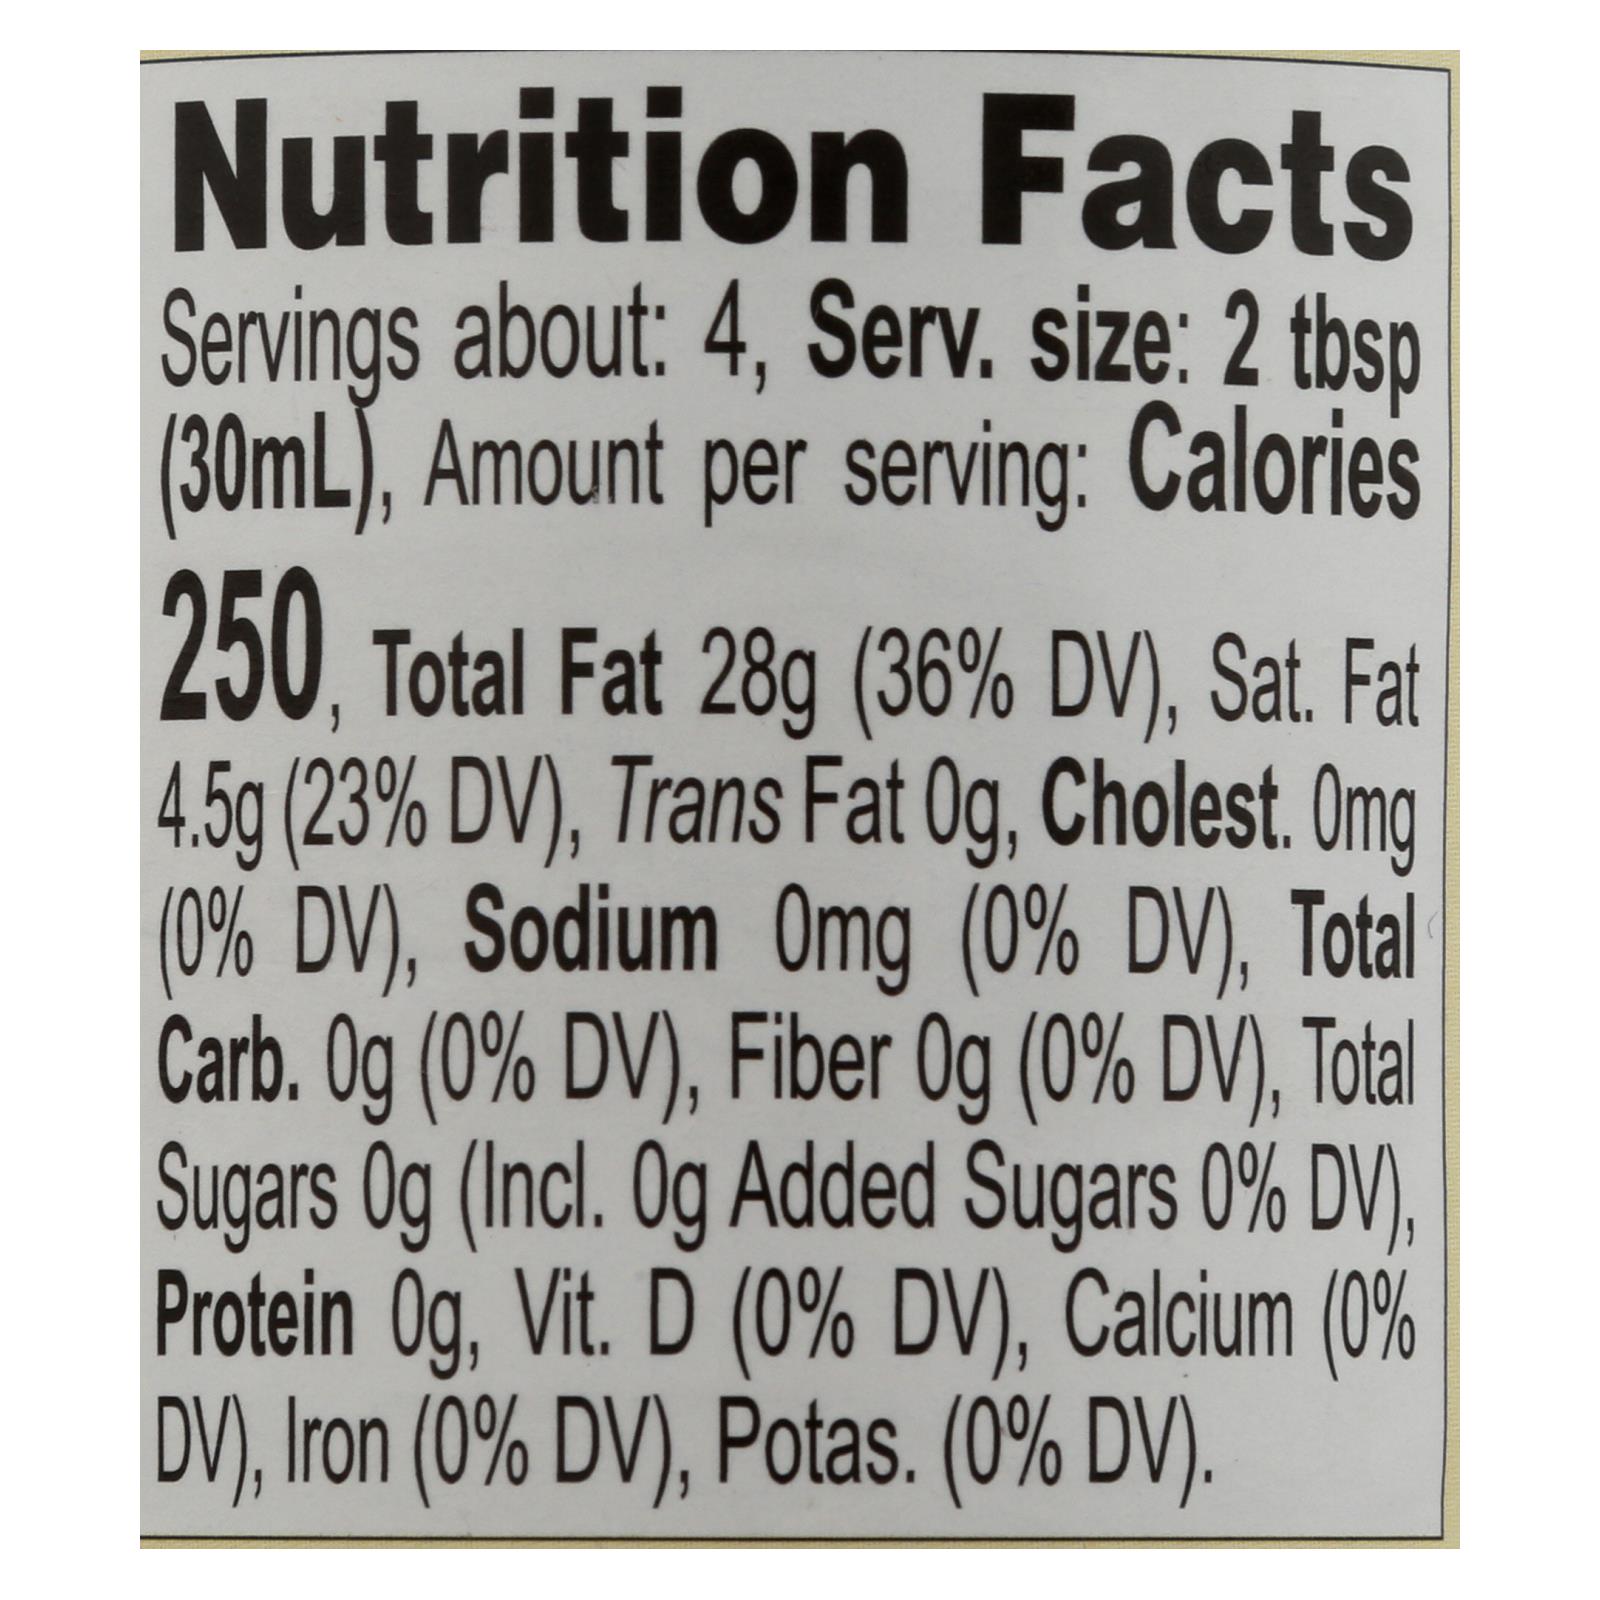 Nutrition Facts
Servings about: 4, Serv. size: 2 tbsp
(30mL), Amount per serving: Calories
250, Total Fat 28g (36% DV), Sat. Fat
4.5g (23% DV), Trans Fat 0g, Cholest. 0mg
(0% DV), Sodium 0mg (0% DV), Total
Carb. 0g (0% DV), Fiber 0g (0% DV), Total
Sugars 0g (Incl. 0g Added Sugars 0% DV),
Protein 0g, Vit. D (0% DV), Calcium (0%
DV), Iron (0% DV), Potas. (0% DV).